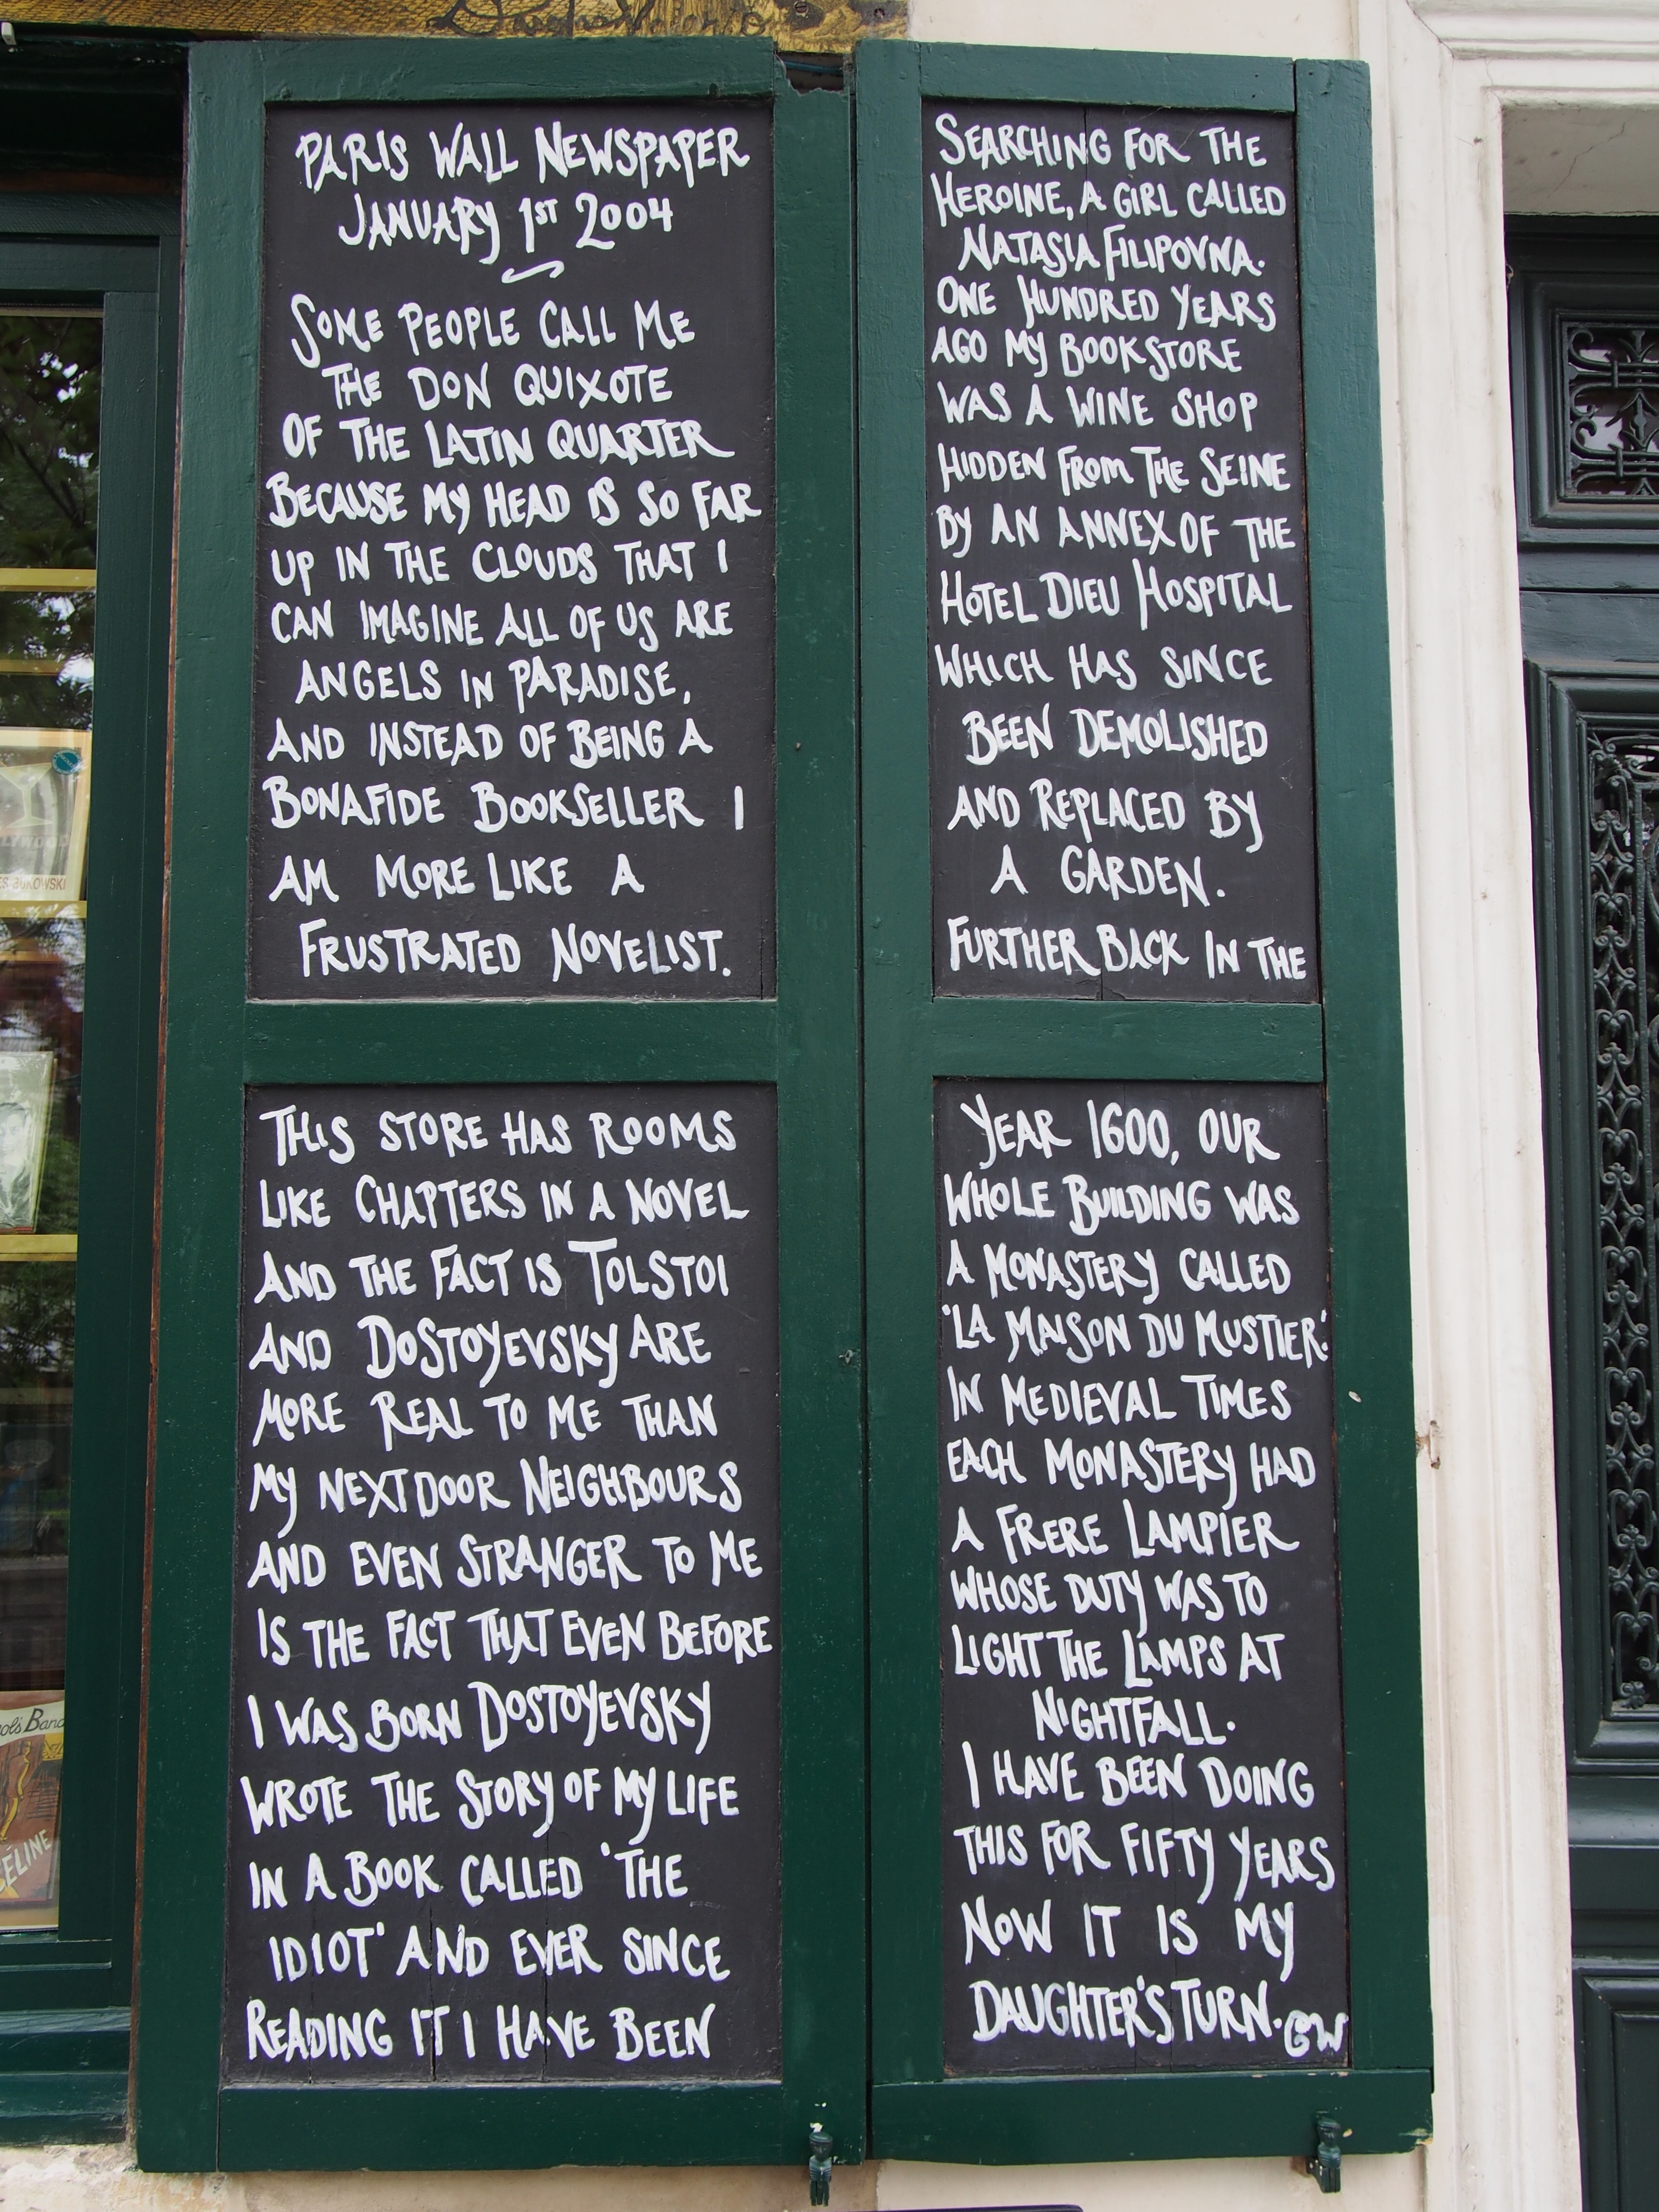 PARIS WALL NEWSPAPER
JANUARY 1ST 2004
SOME PEOPLE CALL ME
THE DON QUIXOTE
OF THE LATIN QUARTER
BECAUSE MY HEAD IS SO FAR
UP IN THE CLOUDS THAT I
CAN IMAGINE ALL OF US ARE
ANGELS IN PARADISE,
AND INSTEAD OF BEING A
BONAFIDE BOOKSELLER I
AM MORE LIKE A
FRUSTRATED NOVELIST.
THIS STORE HAS ROOMS
LIKE CHAPTERS IN A NOVEL
AND THE FACT IS TOLSTOI
AND DOSTOYEVSKY ARE
MORE REAL TO ME THAN
MY NEXT DOOR NEIGHBOURS
AND EVEN STRANGER TO ME
IS THE FACT THAT EVEN BEFORE
I WAS BORN DOSTOYEVSKY
WROTE THE STORY OF MY LIFE
IN A BOOK CALLED 'THE
IDIOT' AND EVER SINCE
READING IT I HAVE BEEN
SEARCHING FOR THE
HEROINE, A GIRL CALLED
NATASIA FILIPOVNA.
ONE HUNDRED YEARS
AGO MY BOOKSTORE
WAS A WINE SHOP
HIDDEN FROM THE SEINE
BY AN ANNEX OF THE
HOTEL DIEU HOSPITAL
WHICH HAS SINCE
BEEN DEMOLISHED
AND REPLACED BY
A GARDEN.
FURTHER BACK IN THE
YEAR 1600, OUR
WHOLE BUILDING WAS
A MONASTERY CALLED
'LA MAISON DU MUSTIER.'
IN MEDIEVAL TIMES
EACH MONASTERY HAD
A FRERE LAMPIER
WHOSE DUTY WAS TO
LIGHT THE LAMPS AT
NIGHTFALL.
I HAVE BEEN DOING
THIS FOR FIFTY YEARS
NOW IT IS MY
DAUGHTER'S TURN. GW